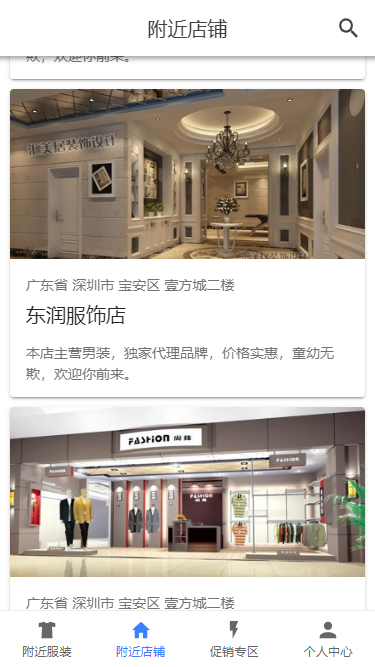 附近店铺
欺，欢迎你前来。
汇美居装饰设计
广东省 深圳市 宝安区 壹方城二楼
东润服饰店
本店主营男装，独家代理品牌，价格实惠，童幼无
欺，欢迎你前来。
FASHION 尚雅
FASHION
FASHION
广东省 深圳市 宝安区 壹方城二楼
附近服装
附近店铺
促销专区
个人中心